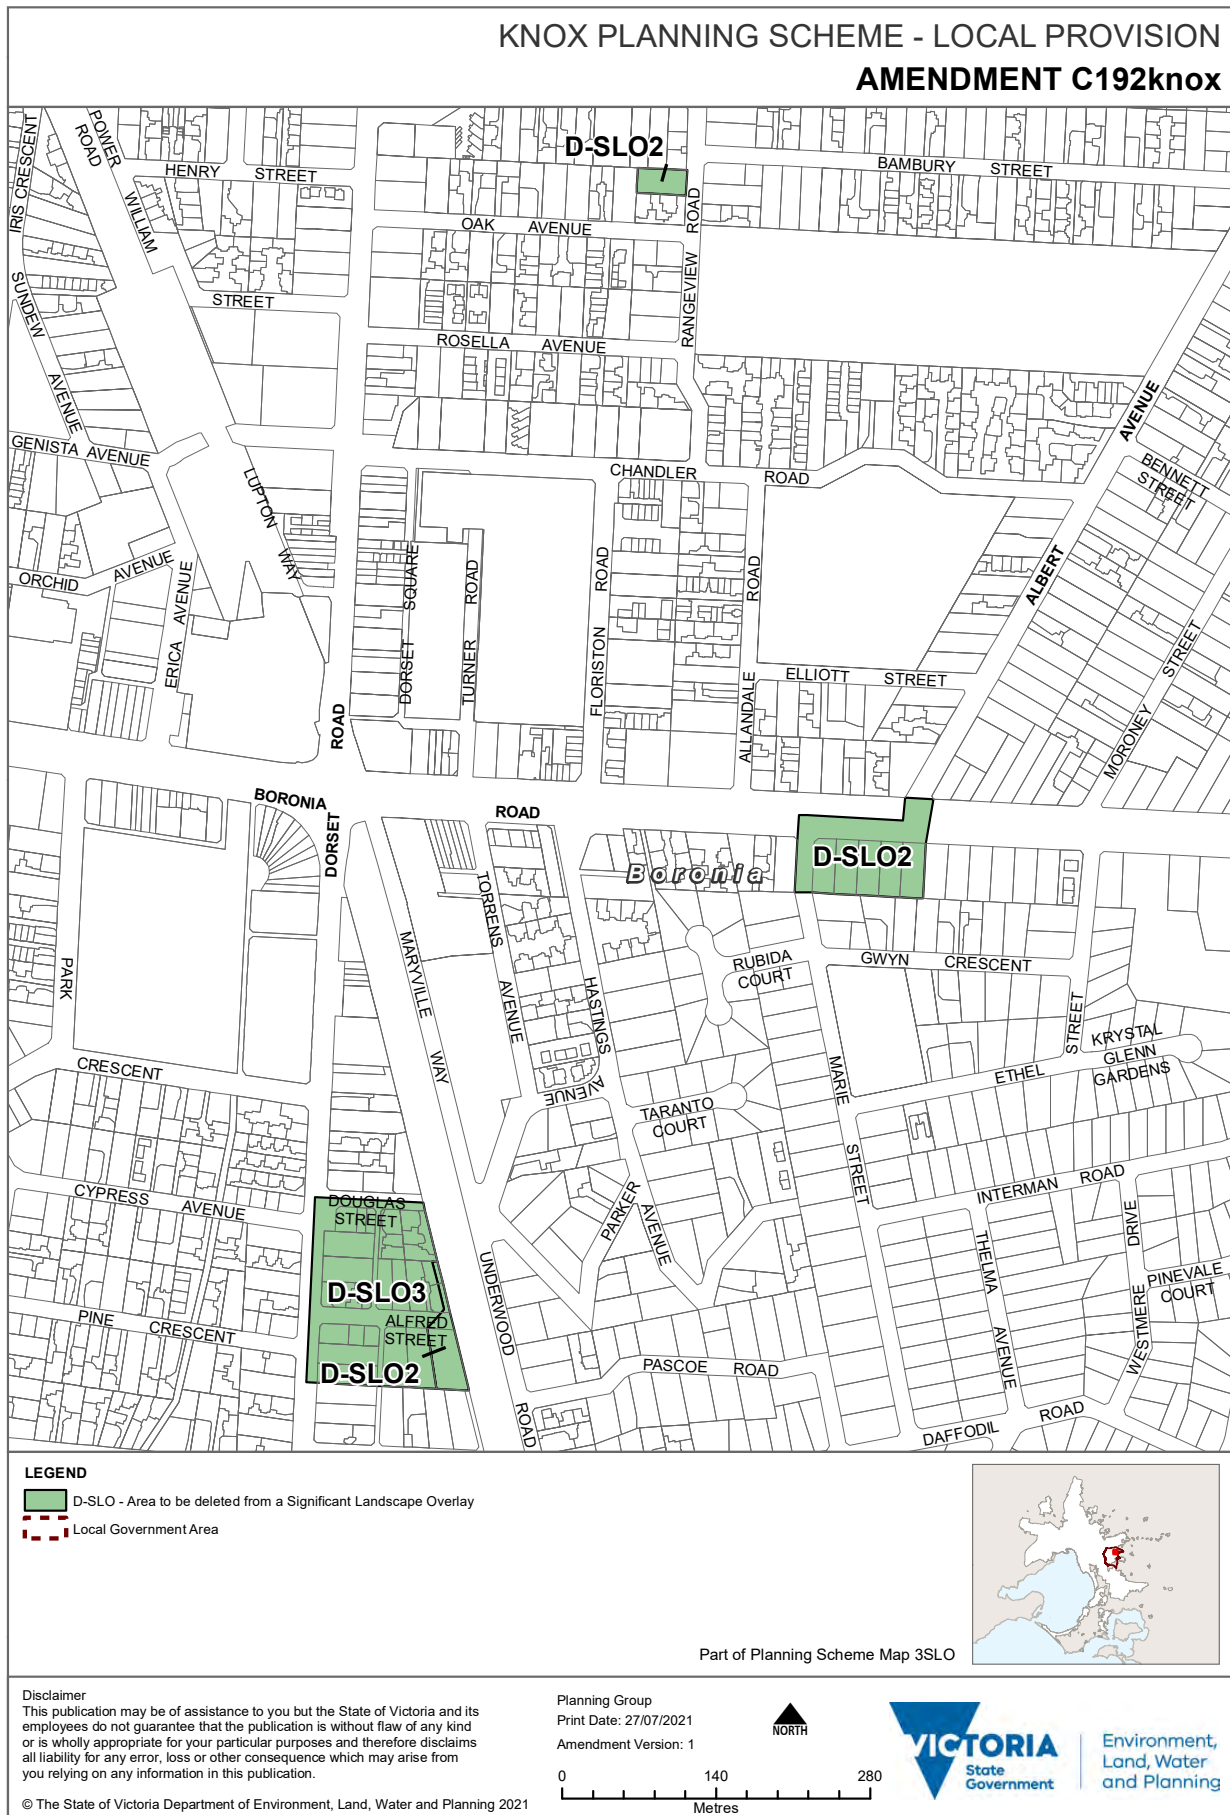 KNOX PLANNING SCHEME - LOCAL PROVISION
AMENDMENT C192knox
IRIS CRESCENT
POWER
ROAD
HENRY STREET
WILLIAM
STREET
D-SLO2
BAMBURY STREET
OAK AVENUE
RANGEVIEW ROAD
SUNDEW AVENUE
ROSELLA AVENUE
ALBERT AVENUE
GENISTA AVENUE
CHANDLER ROAD
BENNETT
STREET
LUPTON WAY
ORCHID AVENUE
ERICA AVENUE
DORSET SQUARE
TURNER ROAD
FLORISTON ROAD
ALLANDALE ROAD
ELLIOTT STREET
MORONEY STREET
DORSET ROAD
BORONIA ROAD
Boronia
D-SLO2
TORRENS AVENUE
MARYVILLE WAY
HASTINGS AVENUE
RUBIDA
COURT
GWYN CRESCENT
PARK CRESCENT
MARIE STREET
ETHEL STREET
KRYSTAL
GLENN
GARDENS
TARANTO
COURT
PARKER AVENUE
INTERMAN ROAD
CYPRESS AVENUE
DOUGLAS
STREET
D-SLO3
ALFRED
STREET
D-SLO2
PINE CRESCENT
UNDERWOOD ROAD
THELMA AVENUE
WESTMERE DRIVE
PINEVALE
COURT
PASCOE ROAD
DAFFODIL ROAD
LEGEND
D-SLO - Area to be deleted from a Significant Landscape Overlay
Local Government Area
Part of Planning Scheme Map 3SLO
Disclaimer
This publication may be of assistance to you but the State of Victoria and its
employees do not guarantee that the publication is without flaw of any kind
or is wholly appropriate for your particular purposes and therefore disclaims
all liability for any error, loss or other consequence which may arise from
you relying on any information in this publication.
© The State of Victoria Department of Environment, Land, Water and Planning 2021
Planning Group
Print Date: 27/07/2021
Amendment Version: 1
0 140 280
Metres
NORTH
VICTORIA
State
Government
Environment,
Land, Water
and Planning